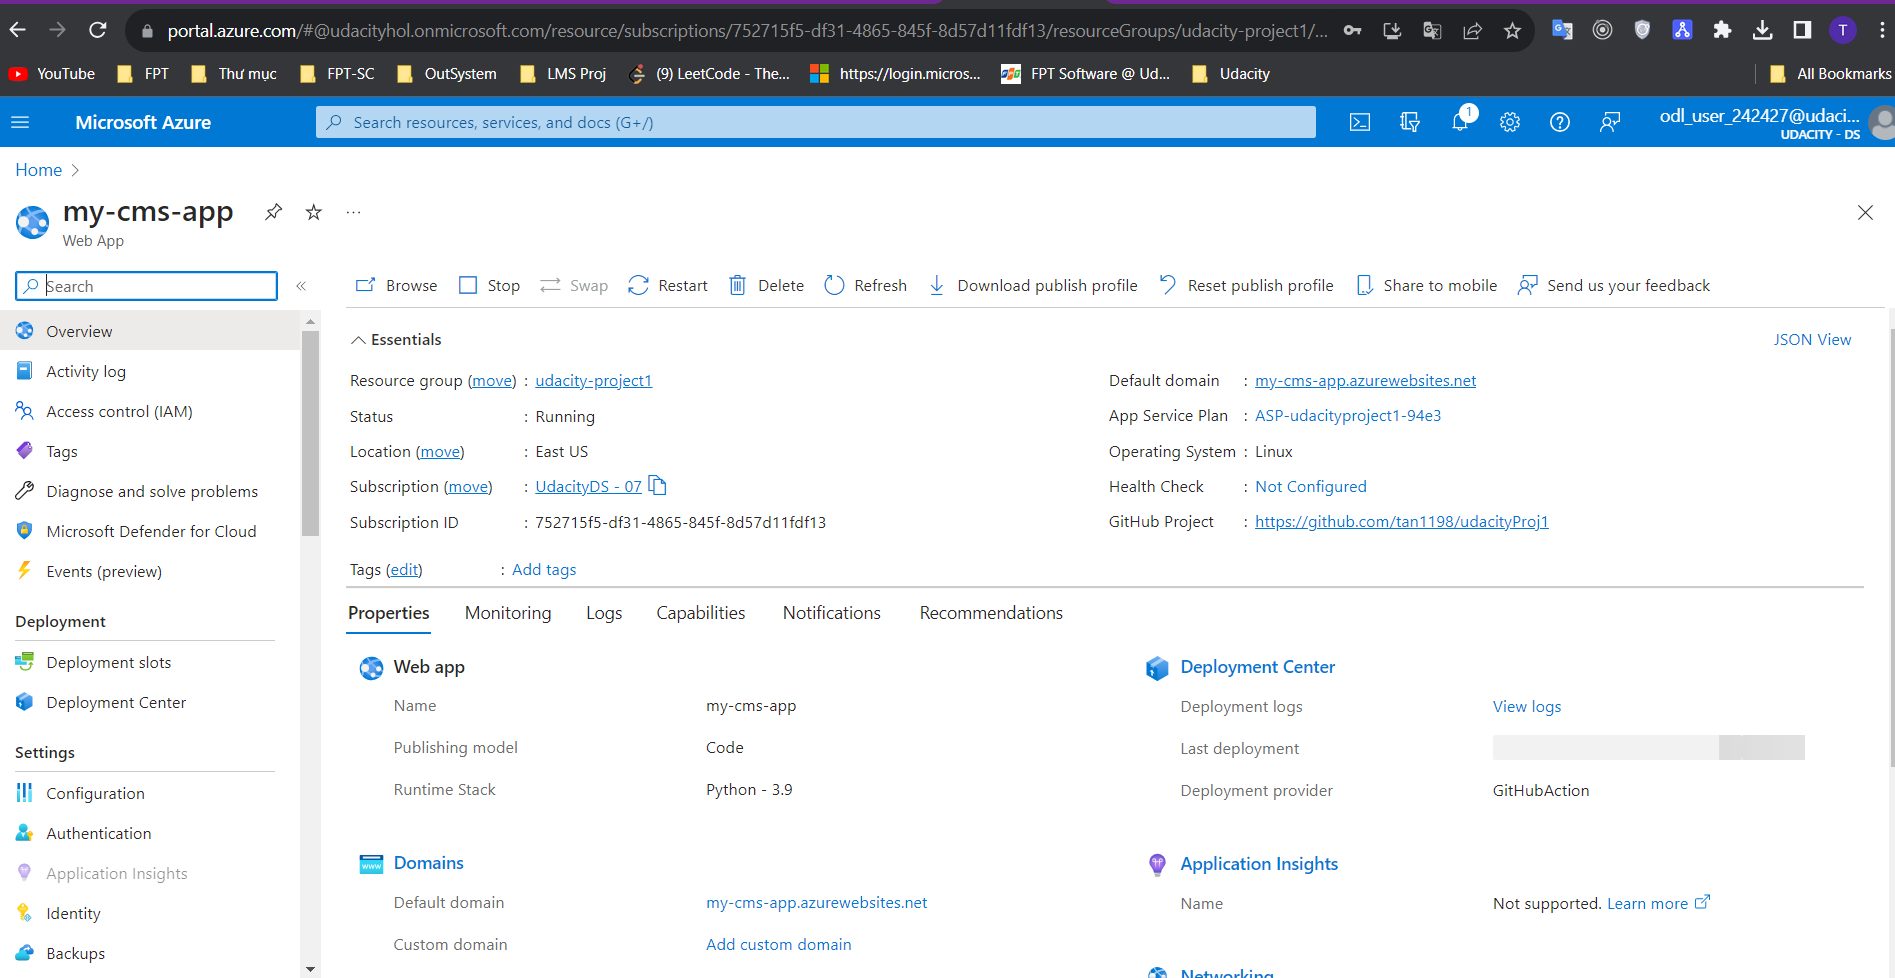 portal.azure.com/#@udacityhol.onmicrosoft.com/resource/subscriptions/752715f5-df31-4865-845f-8d57d11fdf13/resourceGroups/udacity-project1/...
T
YouTube FPT Thư mục FPT-SC OutSystem LMS Proj (9) LeetCode - The... https://login.micros... FPT Software @ Ud... Udacity All Bookmarks
Microsoft Azure
Search resources, services, and docs (G+/)
1
odl_user_242427@udaci...
UDACITY - DS
Home
my-cms-app
Web App
Search
Browse Stop Swap Restart Delete Refresh Download publish profile Reset publish profile Share to mobile Send us your feedback
Overview
Activity log
Access control (IAM)
Tags
Diagnose and solve problems
Microsoft Defender for Cloud
Events (preview)
Deployment
Deployment slots
Deployment Center
Settings
Configuration
Authentication
Application Insights
Identity
Backups
Essentials
JSON View
Resource group (move) : udacity-project1
Status : Running
Location (move) : East US
Subscription (move) : UdacityDS - 07
Subscription ID : 752715f5-df31-4865-845f-8d57d11fdf13
Default domain : my-cms-app.azurewebsites.net
App Service Plan : ASP-udacityproject1-94e3
Operating System : Linux
Health Check : Not Configured
GitHub Project : https://github.com/tan1198/udacityProj1
Tags (edit) : Add tags
Properties Monitoring Logs Capabilities Notifications Recommendations
Web app
Name my-cms-app
Publishing model Code
Runtime Stack Python - 3.9
Domains
Default domain my-cms-app.azurewebsites.net
Custom domain Add custom domain
Deployment Center
Deployment logs View logs
Last deployment
Deployment provider GitHubAction
Application Insights
Name Not supported. Learn more
Networking